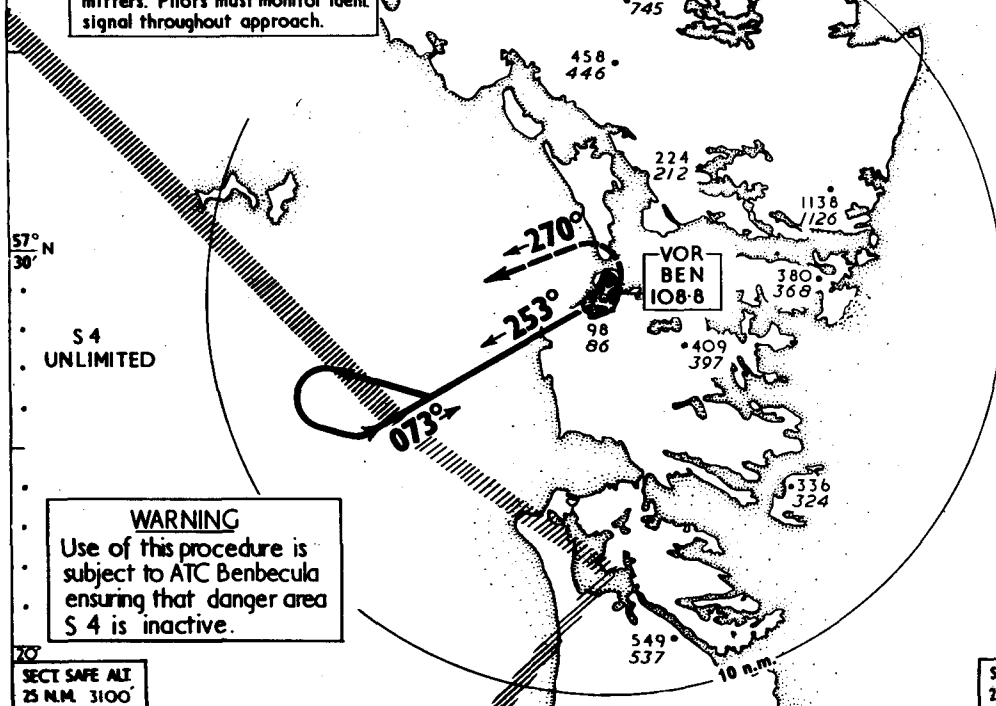 mitters. Pilots must monitor ident.
signal throughout approach.
745
458
446
224
212
1138
1126
57° N
30'
270°
VOR
BEN
108·8
380
368
253°
98
86
S 4
UNLIMITED
409
397
073°
336
324
WARNING
Use of this procedure is
subject to ATC Benbecula
ensuring that danger area
S 4 is inactive.
549
537
10 n.m.
20'
SECT SAFE ALT
25 N.M. 3100'
S
2